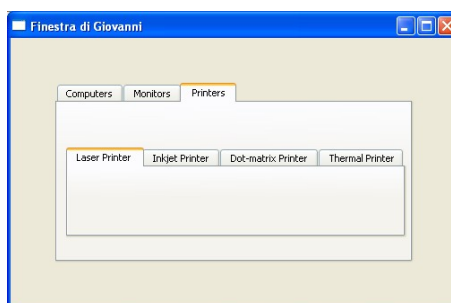 Finestra di Giovanni
Computers Monitors Printers
Laser Printer Inkjet Printer Dot-matrix Printer Thermal Printer